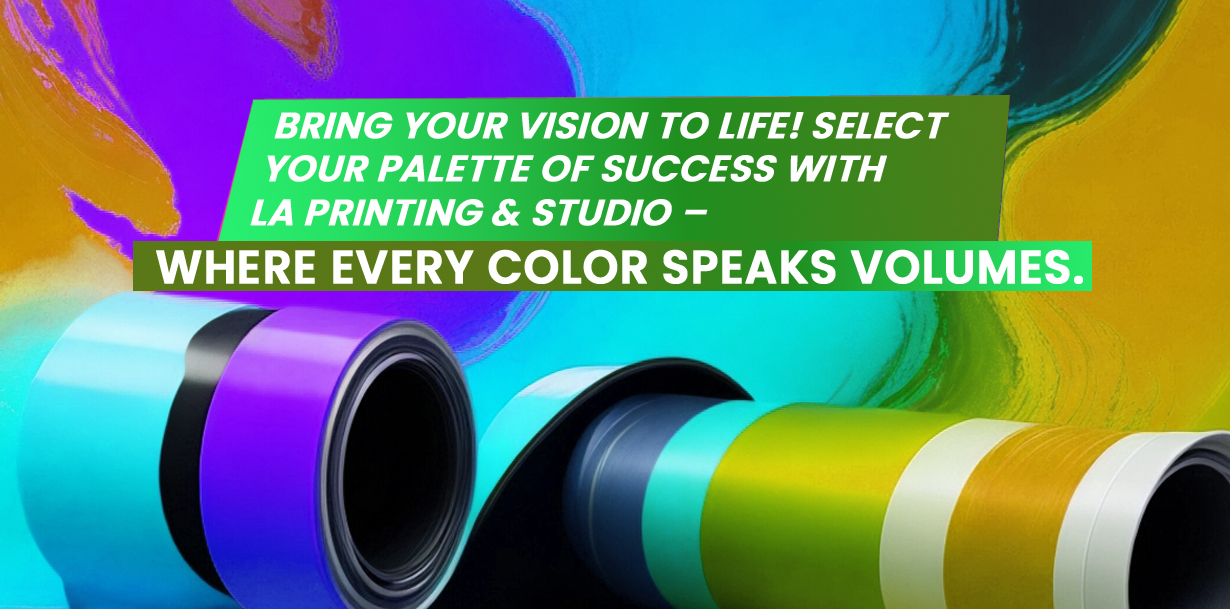 BRING YOUR VISION TO LIFE! SELECT
YOUR PALETTE OF SUCCESS WITH
LA PRINTING & STUDIO –
WHERE EVERY COLOR SPEAKS VOLUMES.